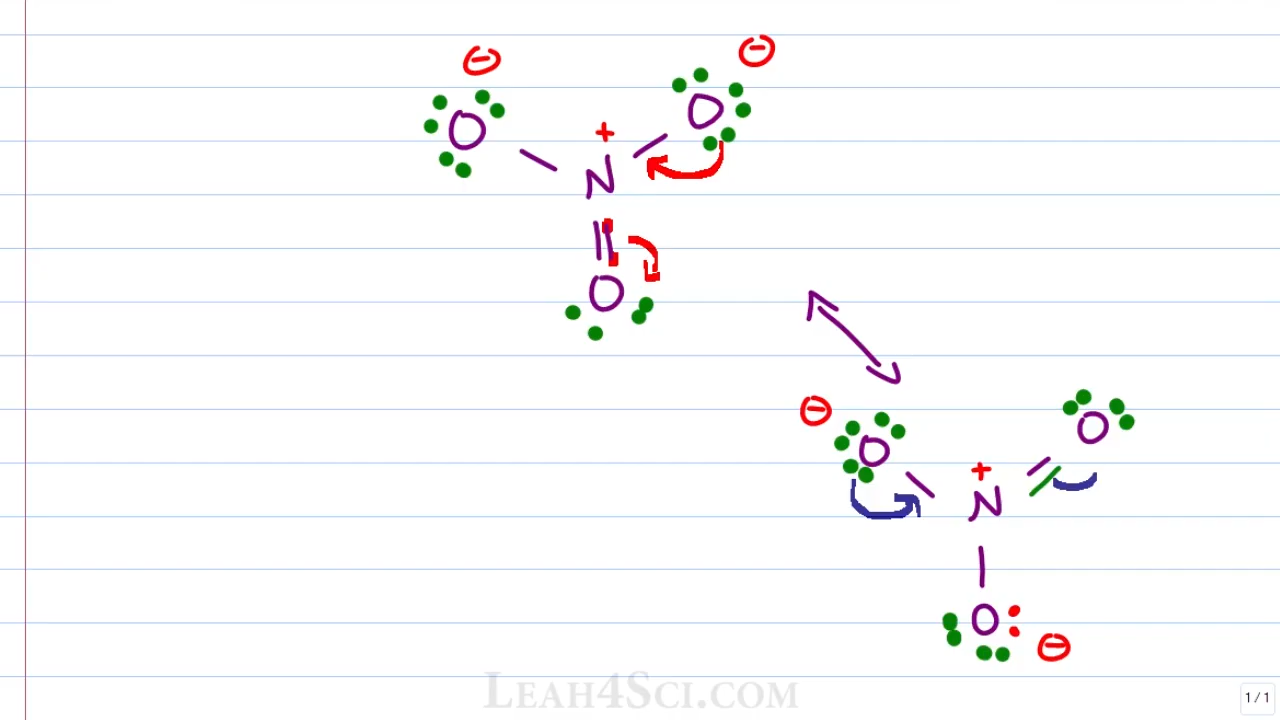 ⊖ ⊖
O O
+
N
O
⊖ O
O +
N
O ⊖
LEAH4SCI.COM
1 / 1